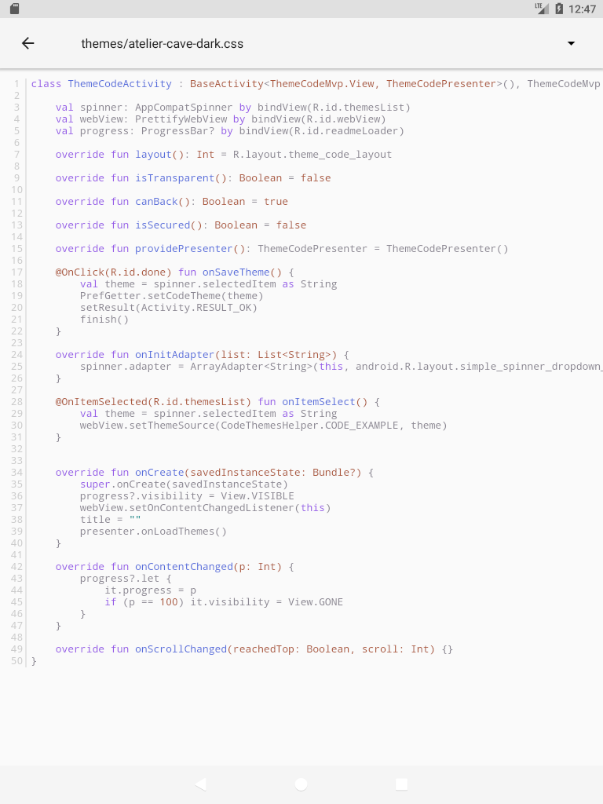 LTE 12:47
themes/atelier-cave-dark.css
1 class ThemeCodeActivity : BaseActivity<ThemeCodeMvp.View, ThemeCodePresenter>(), ThemeCodeMvp
2
3     val spinner: AppCompatSpinner by bindView(R.id.themesList)
4     val webView: PrettifyWebView by bindView(R.id.webView)
5     val progress: ProgressBar? by bindView(R.id.readmeLoader)
6
7     override fun layout(): Int = R.layout.theme_code_layout
8
9     override fun isTransparent(): Boolean = false
10
11     override fun canBack(): Boolean = true
12
13     override fun isSecured(): Boolean = false
14
15     override fun providePresenter(): ThemeCodePresenter = ThemeCodePresenter()
16
17     @OnClick(R.id.done) fun onSaveTheme() {
18         val theme = spinner.selectedItem as String
19         PrefGetter.setCodeTheme(theme)
20         setResult(Activity.RESULT_OK)
21         finish()
22     }
23
24     override fun onInitAdapter(list: List<String>) {
25         spinner.adapter = ArrayAdapter<String>(this, android.R.layout.simple_spinner_dropdown_
26     }
27
28     @OnItemSelected(R.id.themesList) fun onItemSelect() {
29         val theme = spinner.selectedItem as String
30         webView.setThemeSource(CodeThemesHelper.CODE_EXAMPLE, theme)
31     }
32
33
34     override fun onCreate(savedInstanceState: Bundle?) {
35         super.onCreate(savedInstanceState)
36         progress?.visibility = View.VISIBLE
37         webView.setOnContentChangedListener(this)
38         title = ""
39         presenter.onLoadThemes()
40     }
41
42     override fun onContentChanged(p: Int) {
43         progress?.let {
44             it.progress = p
45             if (p == 100) it.visibility = View.GONE
46         }
47     }
48
49     override fun onScrollChanged(reachedTop: Boolean, scroll: Int) {}
50 }